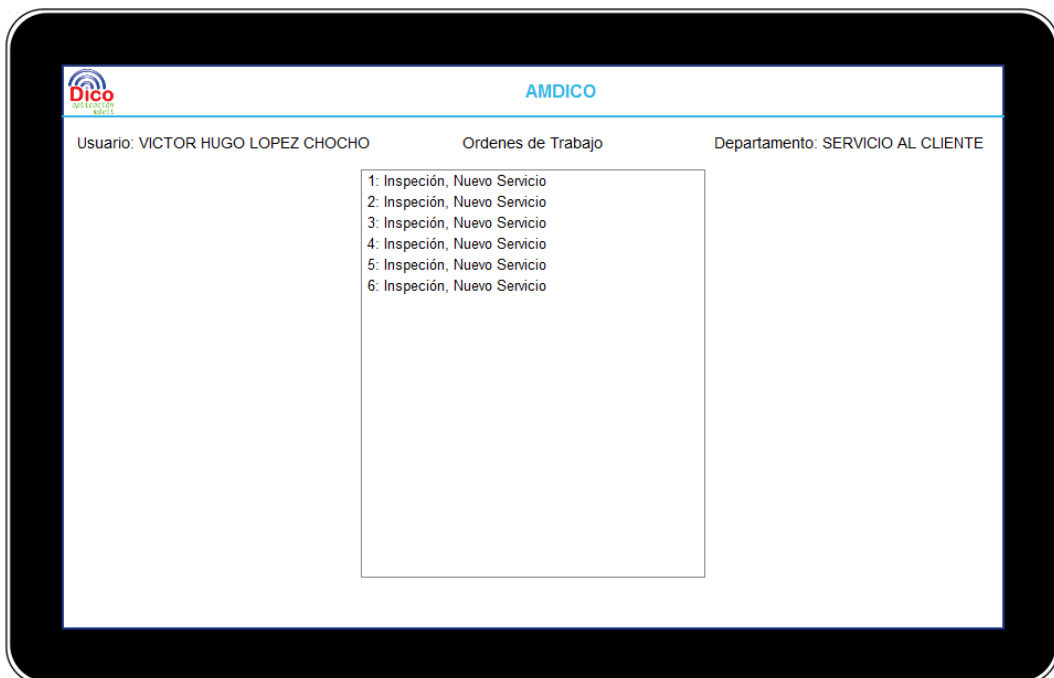 Dico
aplicación
móvil
AMDICO
Usuario: VICTOR HUGO LOPEZ CHOCHO
Ordenes de Trabajo
Departamento: SERVICIO AL CLIENTE
1: Inspeción, Nuevo Servicio
2: Inspeción, Nuevo Servicio
3: Inspeción, Nuevo Servicio
4: Inspeción, Nuevo Servicio
5: Inspeción, Nuevo Servicio
6: Inspeción, Nuevo Servicio